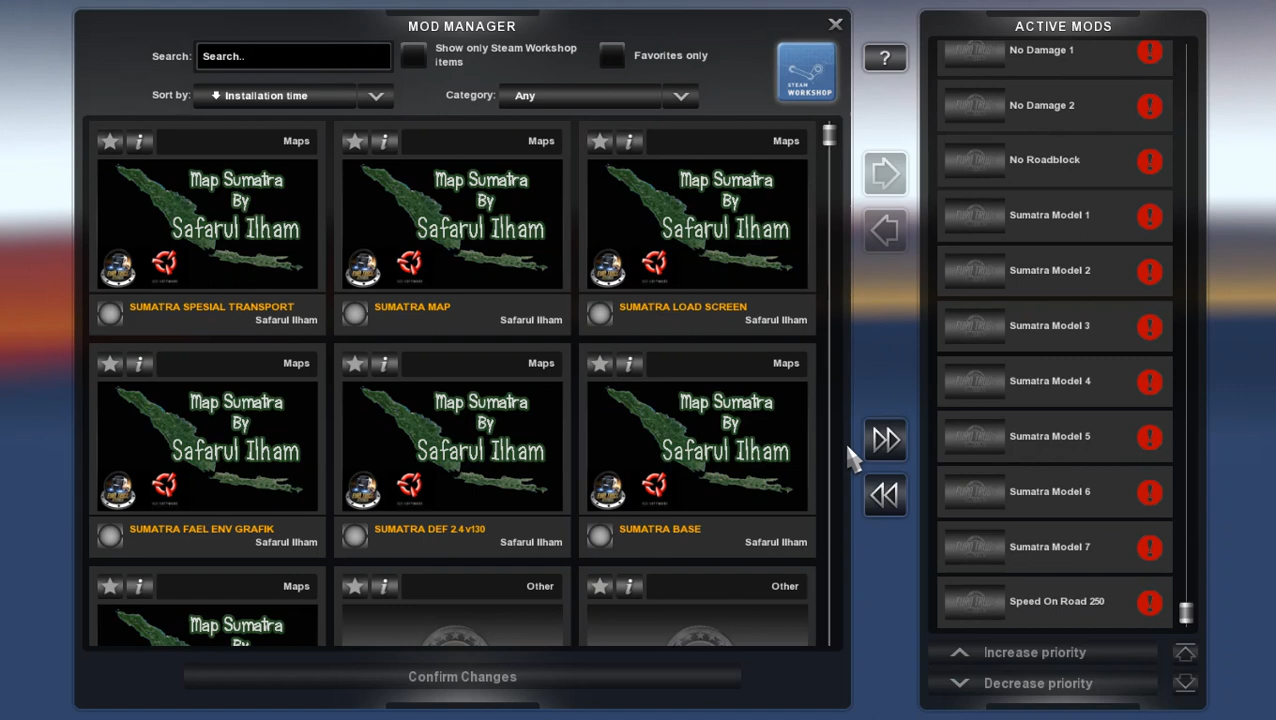 MOD MANAGER
Search:
Search..
Show only Steam Workshop
items
Favorites only
STEAM
WORKSHOP
Sort by:
Installation time
Category:
Any
Maps
Maps
Maps
Map Sumatra
By
Safarul Ilham
Map Sumatra
By
Safarul Ilham
Map Sumatra
By
Safarul Ilham
SUMATRA SPESIAL TRANSPORT
Safarul Ilham
SUMATRA MAP
Safarul Ilham
SUMATRA LOAD SCREEN
Safarul Ilham
Maps
Maps
Maps
Map Sumatra
By
Safarul Ilham
Map Sumatra
By
Safarul Ilham
Map Sumatra
By
Safarul Ilham
SUMATRA FAEL ENV GRAFIK
Safarul Ilham
SUMATRA DEF 2.4 v130
Safarul Ilham
SUMATRA BASE
Safarul Ilham
Maps
Other
Other
Map Sumatra
Confirm Changes
?
ACTIVE MODS
No Damage 1
No Damage 2
No Roadblock
Sumatra Model 1
Sumatra Model 2
Sumatra Model 3
Sumatra Model 4
Sumatra Model 5
Sumatra Model 6
Sumatra Model 7
Speed On Road 250
Increase priority
Decrease priority